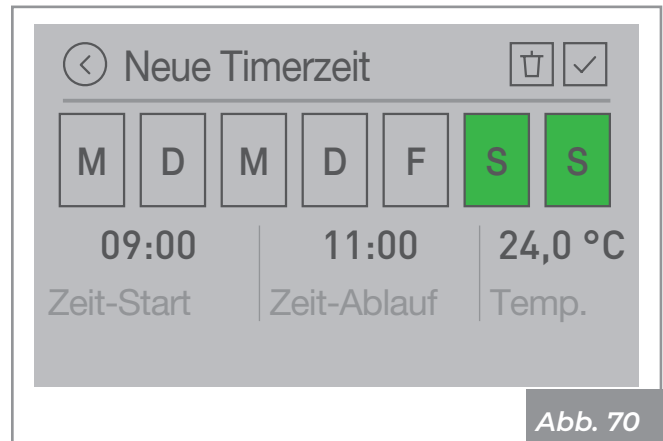 Neue Timerzeit
M D M D F S S
09:00 11:00 24,0 °C
Zeit-Start Zeit-Ablauf Temp.
Abb. 70